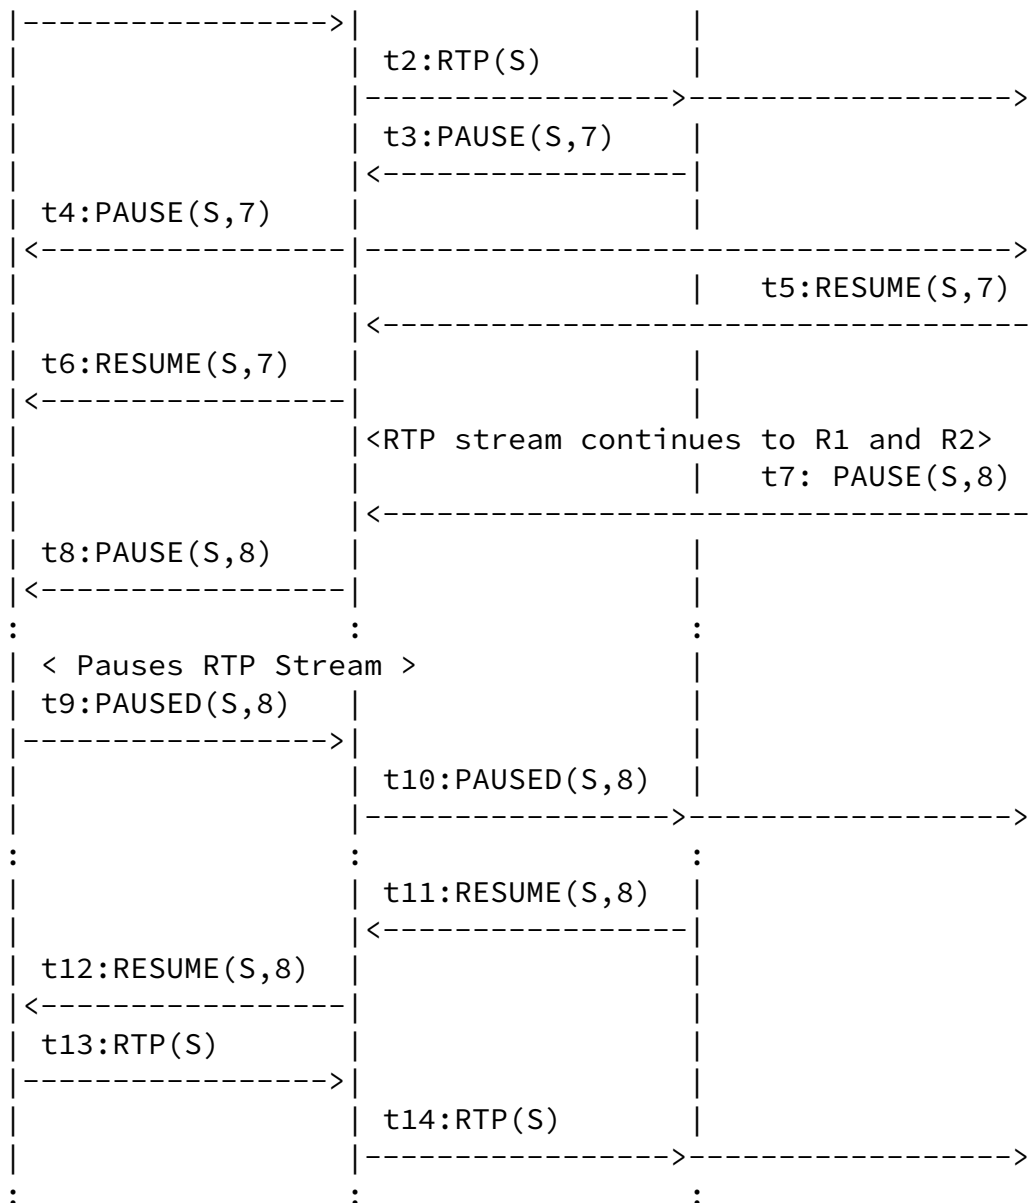 |----------------->|                  |
|                  | t2:RTP(S)        |
|                  |----------------->------------------>
|                  | t3:PAUSE(S,7)    |
|                  |<-----------------|
| t4:PAUSE(S,7)    |                  |
|<-----------------|------------------------------------>
|                  |                  |   t5:RESUME(S,7)
|                  |<------------------------------------
| t6:RESUME(S,7)   |                  |
|<-----------------|                  |
|                  |<RTP stream continues to R1 and R2>
|                  |                  |   t7: PAUSE(S,8)
|                  |<------------------------------------
| t8:PAUSE(S,8)    |                  |
|<-----------------|                  |
:                  :                  :
| < Pauses RTP Stream >               |
| t9:PAUSED(S,8)   |                  |
|----------------->|                  |
|                  | t10:PAUSED(S,8)  |
|                  |----------------->------------------>
:                  :                  :
|                  | t11:RESUME(S,8)  |
|                  |<-----------------|
| t12:RESUME(S,8)  |                  |
|<-----------------|                  |
| t13:RTP(S)       |                  |
|----------------->|                  |
|                  | t14:RTP(S)       |
|                  |----------------->------------------>
:                  :                  :